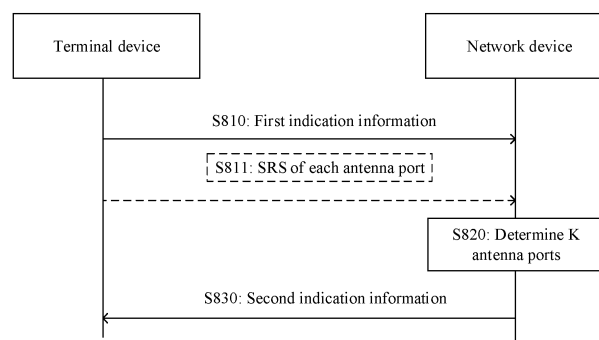 Terminal device
Network device
S810: First indication information
S811: SRS of each antenna port
S820: Determine K
antenna ports
S830: Second indication information